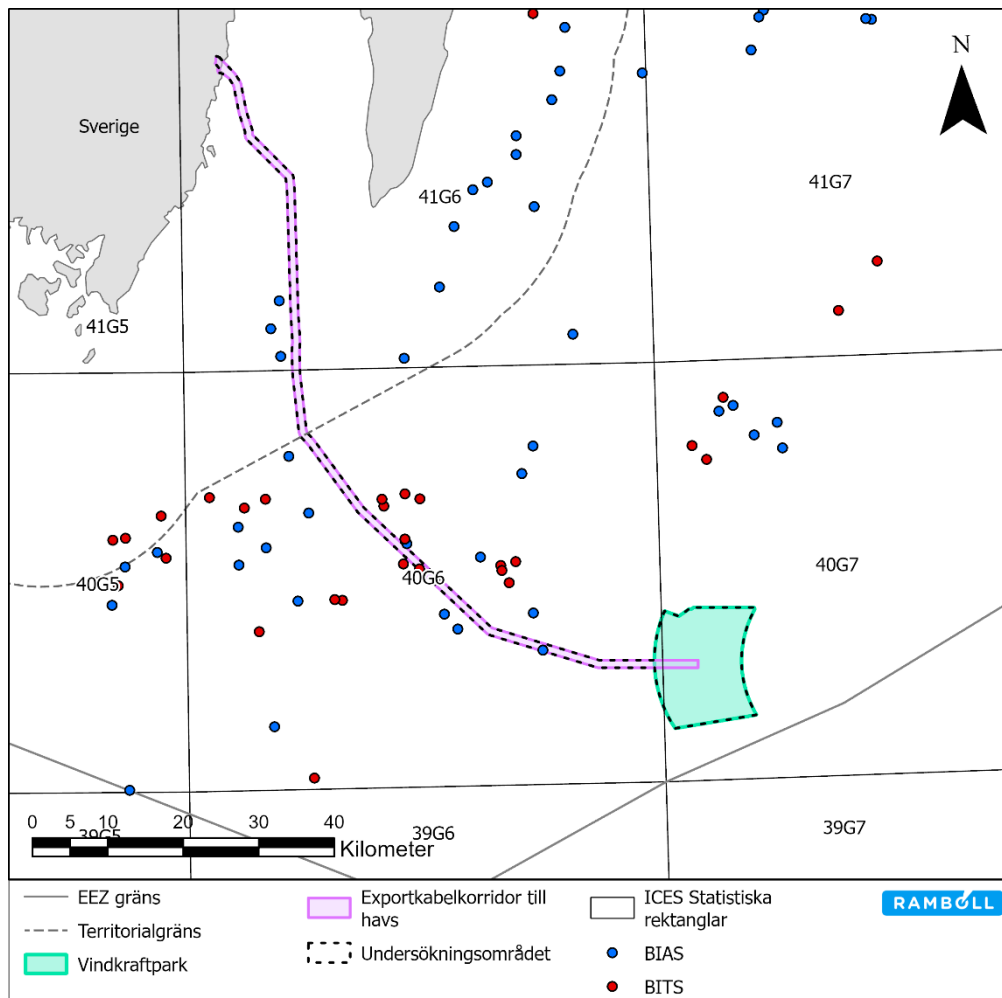 N
Sverige
41G6
41G7
41G5
40G5
40G6
40G7
0 5 10 20 30 40
39G5
39G6
39G7
Kilometer
EEZ gräns
Territorialgräns
Vindkraftpark
Exportkabelkorridor till
havs
Undersökningsområdet
ICES Statistiska
rektanglar
BIAS
BITS
RAMBOLL